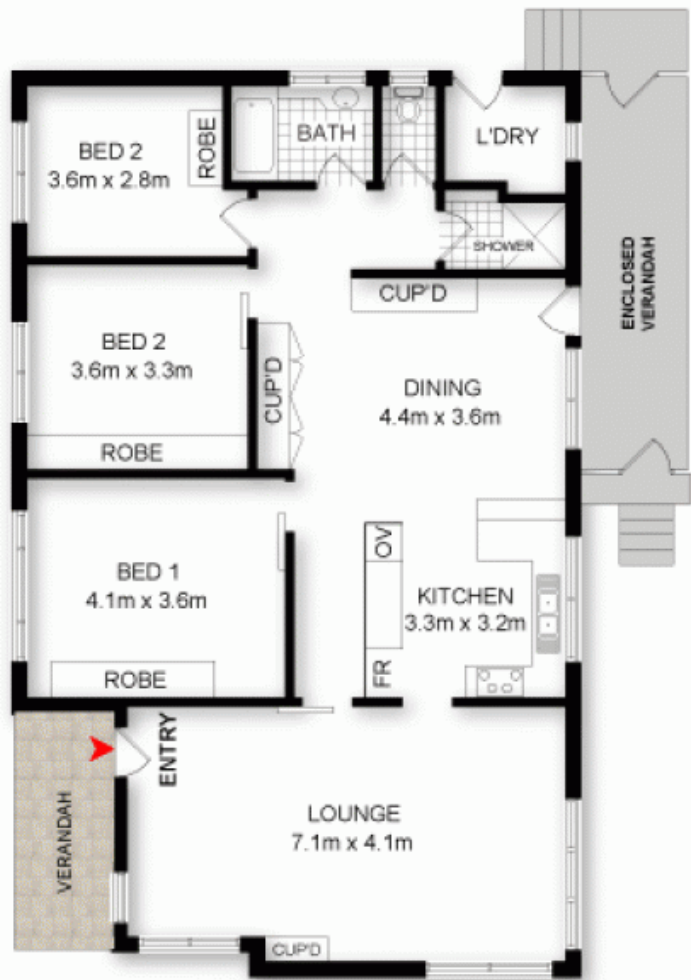 BED 2
3.6m x 2.8m
ROBE
BATH
L'DRY
SHOWER
ENCLOSED
VERANDAH
CUP'D
BED 2
3.6m x 3.3m
ROBE
CUP'D
DINING
4.4m x 3.6m
BED 1
4.1m x 3.6m
ROBE
OV
KITCHEN
3.3m x 3.2m
FR
ENTRY
VERANDAH
LOUNGE
7.1m x 4.1m
CUP'D